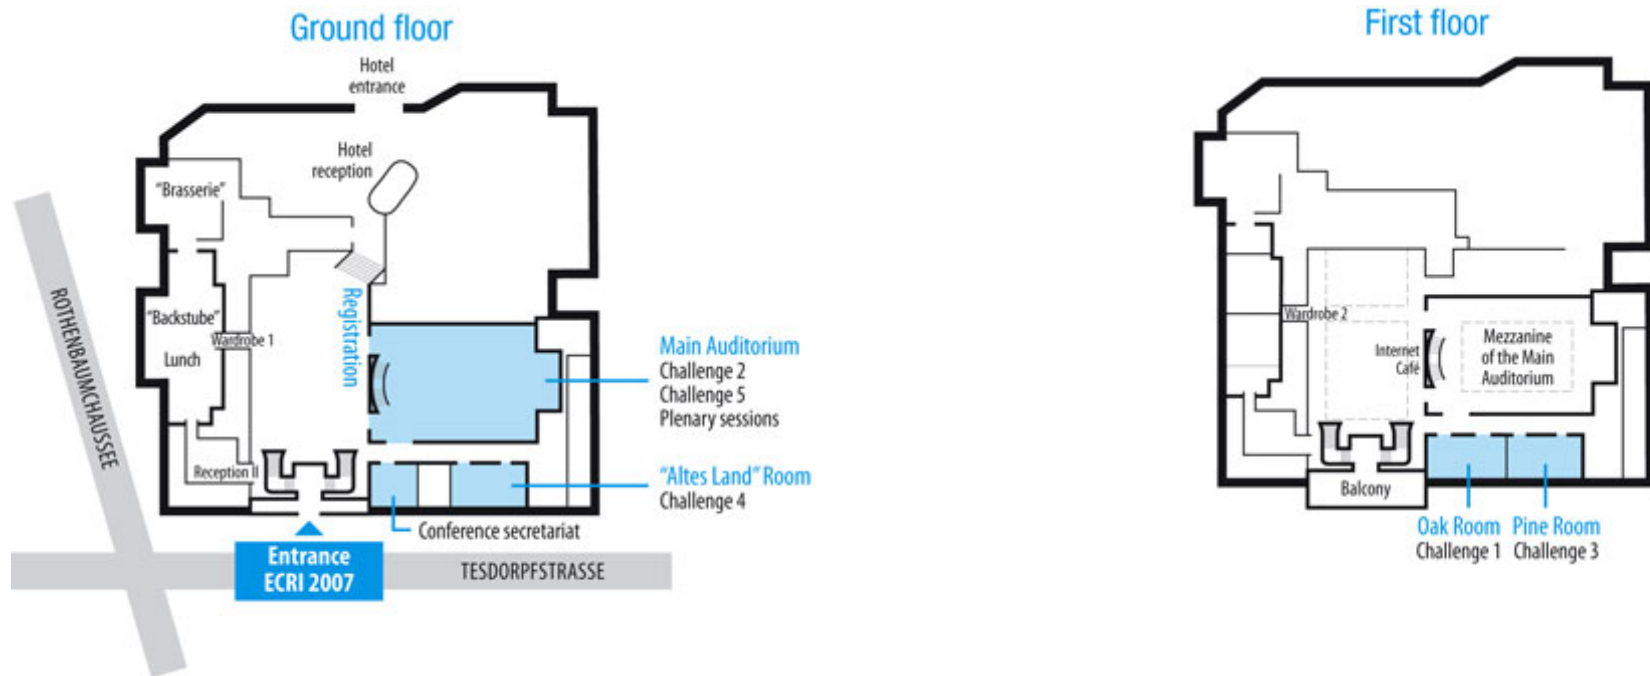 Ground floor
Hotel
entrance
Hotel
reception
"Brasserie"
ROTHENBAUMCHAUSSEE
"Backstube"
Wardrobe 1
Lunch
Registration
Main Auditorium
Challenge 2
Challenge 5
Plenary sessions
Reception II
"Altes Land" Room
Challenge 4
Conference secretariat
Entrance
ECRI 2007
TESDORPFSTRASSE
First floor
Wardrobe 2
Internet
Café
Mezzanine
of the Main
Auditorium
Balcony
Oak Room
Challenge 1
Pine Room
Challenge 3